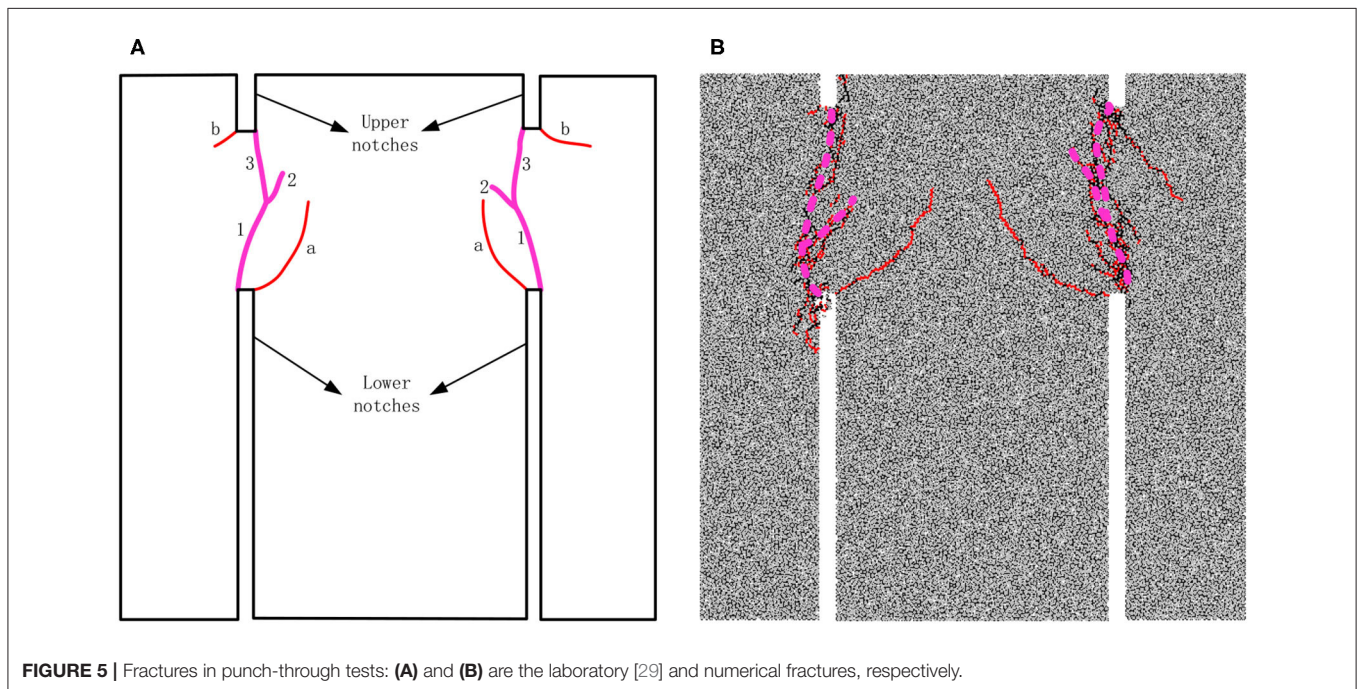 A
B
Upper
notches
b
b
3
3
2
2
1
1
a
a
Lower
notches
FIGURE 5 | Fractures in punch-through tests: (A) and (B) are the laboratory [29] and numerical fractures, respectively.